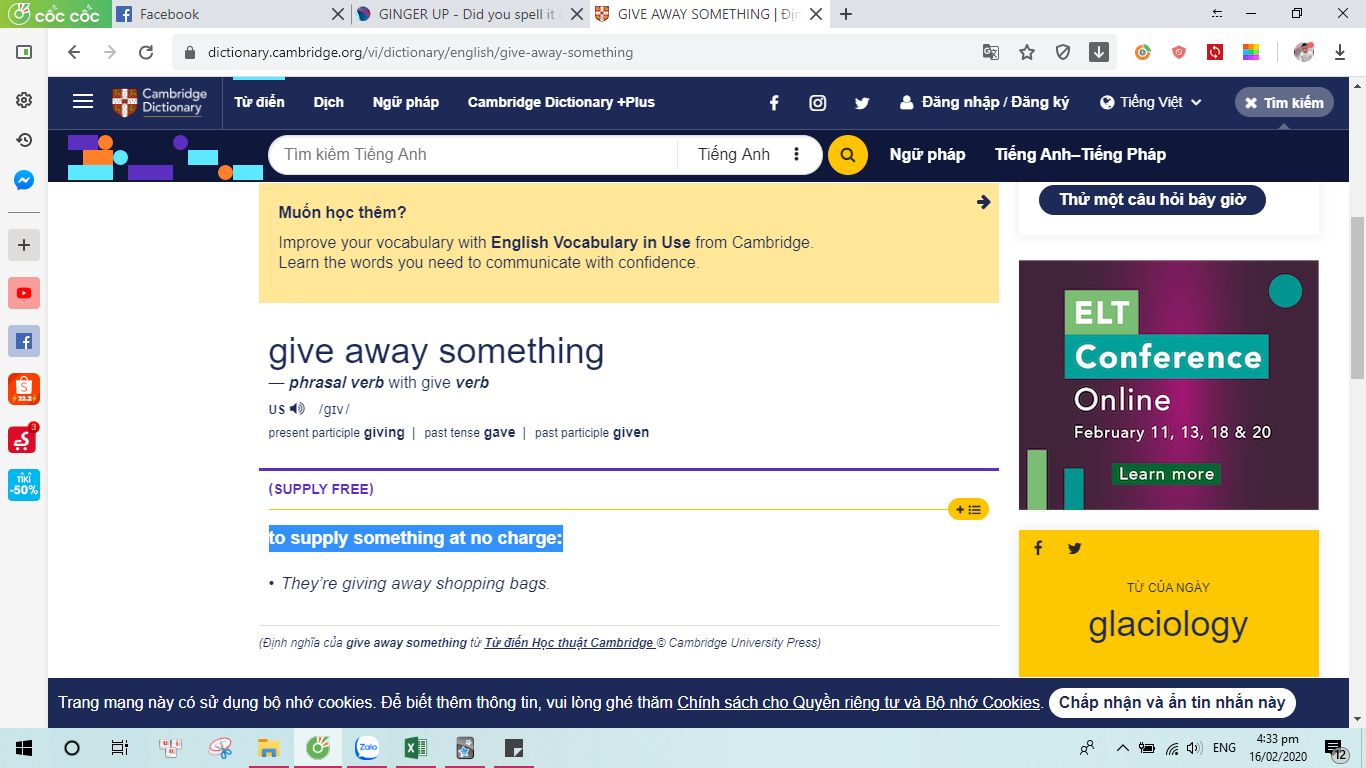 cốc cốc
Facebook
GINGER UP - Did you spell it
GIVE AWAY SOMETHING | Địn
dictionary.cambridge.org/vi/dictionary/english/give-away-something
Cambridge
Dictionary
Từ điển Dịch Ngữ pháp Cambridge Dictionary +Plus
Đăng nhập / Đăng ký
Tiếng Việt
Tìm kiếm
Tìm kiếm Tiếng Anh
Tiếng Anh
Ngữ pháp Tiếng Anh–Tiếng Pháp
Muốn học thêm?
Improve your vocabulary with English Vocabulary in Use from Cambridge.
Learn the words you need to communicate with confidence.
give away something
— phrasal verb with give verb
US /ɡɪv/
present participle giving | past tense gave | past participle given
(SUPPLY FREE)
to supply something at no charge:
• They’re giving away shopping bags.
(Định nghĩa của give away something từ Từ điển Học thuật Cambridge © Cambridge University Press)
Thử một câu hỏi bây giờ
ELT
Conference
Online
February 11, 13, 18 & 20
Learn more
TỪ CỦA NGÀY
glaciology
22.2
3
TIKI
-50%
Trang mạng này có sử dụng bộ nhớ cookies. Để biết thêm thông tin, vui lòng ghé thăm Chính sách cho Quyền riêng tư và Bộ nhớ Cookies.
Chấp nhận và ẩn tin nhắn này
Zalo
ENG
4:33 pm
16/02/2020
12